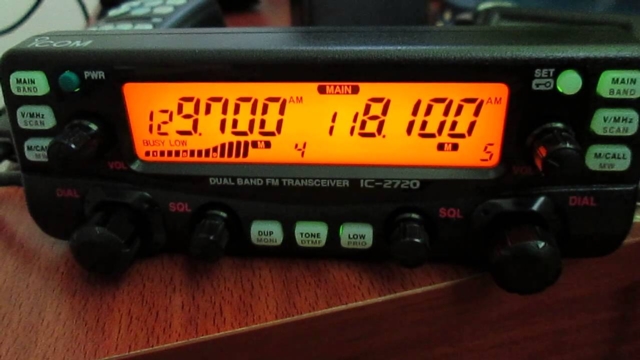 ICOM
MAIN
BAND
PWR
V/MHz
SCAN
M/CALL
MW
VOL
MAIN
129.700 AM
118.100 AM
BUSY LOW
M
4
M
5
SET
MAIN
BAND
V/MHz
SCAN
M/CALL
MW
VOL
DUAL BAND FM TRANSCEIVER IC-2720
DIAL
SQL
DUP
MONI
TONE
DTMF
LOW
PRIO
SQL
DIAL